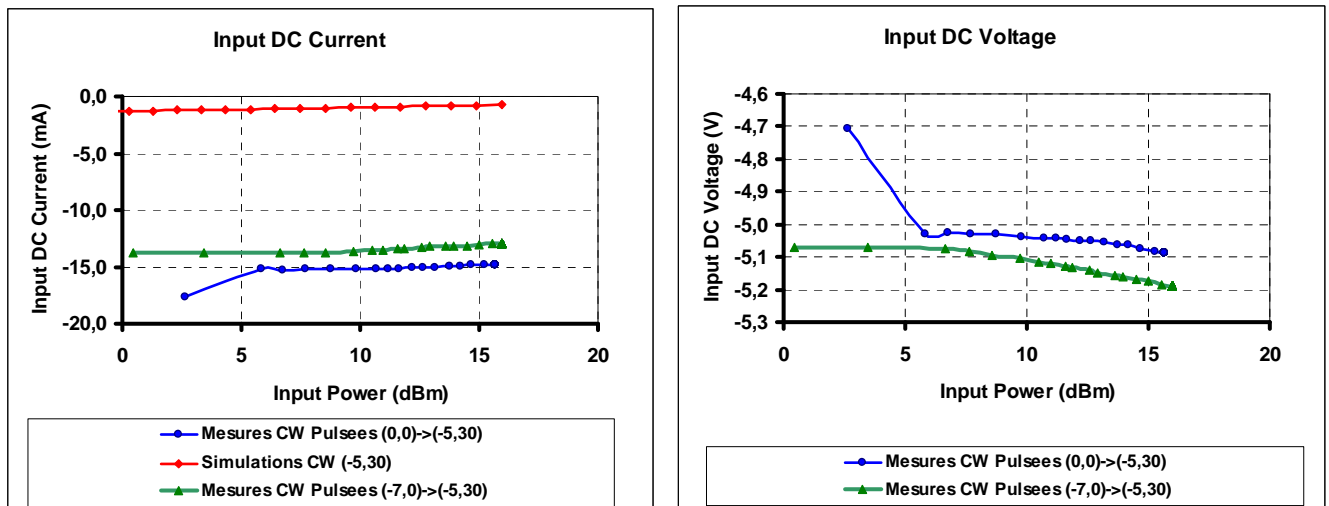 Input DC Current
0,0
-5,0
-10,0
-15,0
-20,0
Input DC Current (mA)
0 5 10 15 20
Input Power (dBm)
Mesures CW Pulsees (0,0)->(-5,30)
Simulations CW (-5,30)
Mesures CW Pulsees (-7,0)->(-5,30)
Input DC Voltage
-4,6
-4,7
-4,8
-4,9
-5,0
-5,1
-5,2
-5,3
Input DC Voltage (V)
0 5 10 15 20
Input Power (dBm)
Mesures CW Pulsees (0,0)->(-5,30)
Mesures CW Pulsees (-7,0)->(-5,30)